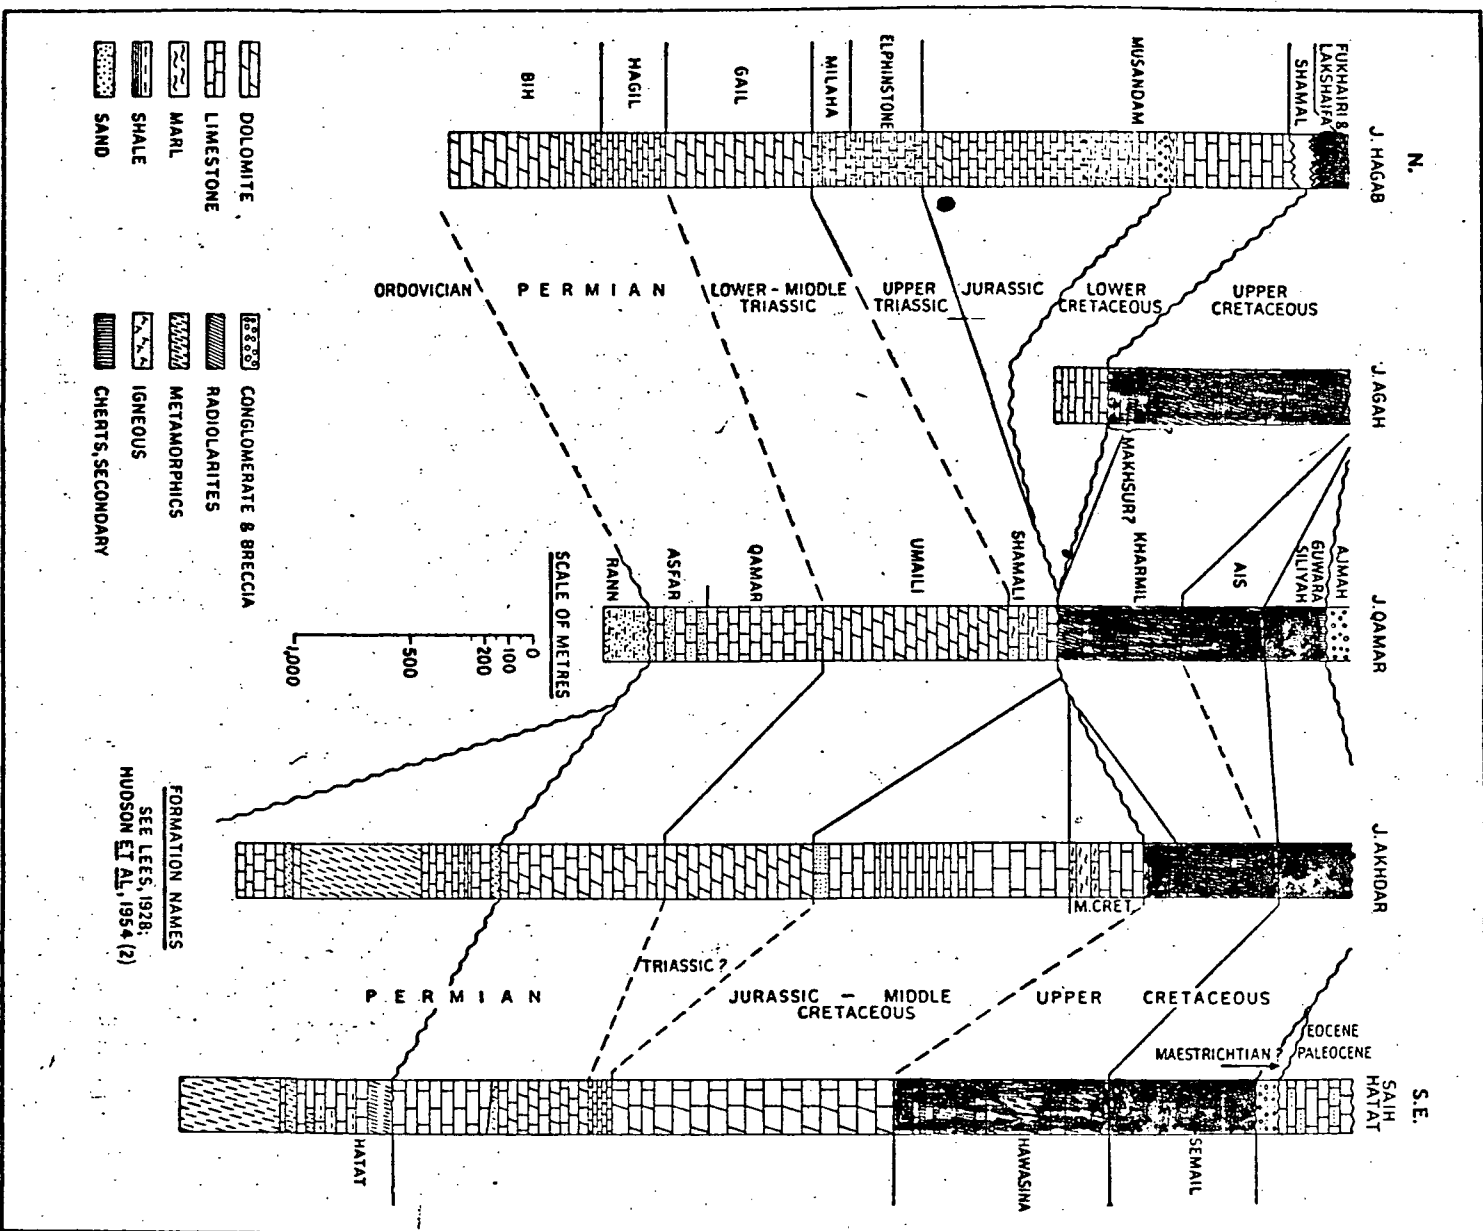 N.
S.E.
J. HAGAB
J. AGAH
J. QAMAR
J. AKHDAR
SAIH
HATAT
FUKHAIRI &
LAKSHAIFA
SHAMAL
MUSANDAM
ELPHINSTONE
MILAHA
GAIL
HAGIL
BIH
ORDOVICIAN
PERMIAN
LOWER - MIDDLE
TRIASSIC
UPPER
TRIASSIC
JURASSIC
LOWER
CRETACEOUS
UPPER
CRETACEOUS
MAKHSUR?
?
AJMAH
GUWARA
SILIYAH
AIS
KHARMIL
SHAMALI
UMAILI
QAMAR
ASFAR
RANN
M.CRET
TRIASSIC ?
PERMIAN
JURASSIC - MIDDLE
CRETACEOUS
UPPER CRETACEOUS
MAESTRICHTIAN ?
EOCENE
PALEOCENE
SEMAIL
HAWASINA
HATAT
SCALE OF METRES
0
100
200
500
1,000
DOLOMITE
LIMESTONE
MARL
SHALE
SAND
CONGLOMERATE & BRECCIA
RADIOLARITES
METAMORPHICS
IGNEOUS
CHERTS, SECONDARY
FORMATION NAMES
SEE LEES, 1928;
HUDSON ET AL, 1954 (2)